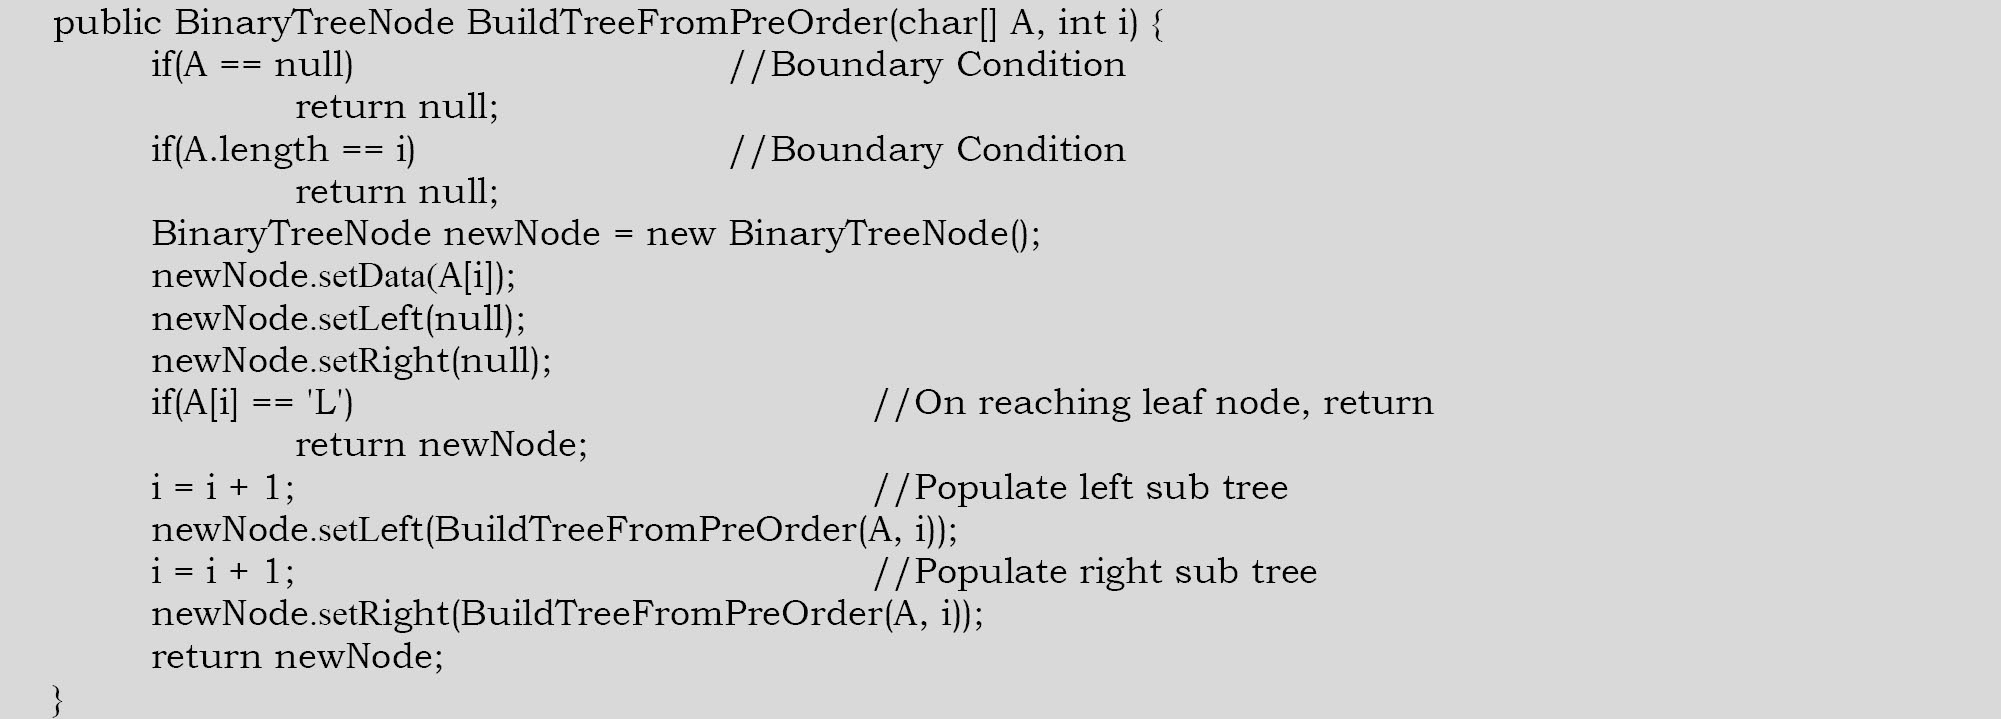 public BinaryTreeNode BuildTreeFromPreOrder(char[] A, int i) {
if(A == null) //Boundary Condition
return null;
if(A.length == i) //Boundary Condition
return null;
BinaryTreeNode newNode = new BinaryTreeNode();
newNode.setData(A[i]);
newNode.setLeft(null);
newNode.setRight(null);
if(A[i] == 'L') //On reaching leaf node, return
return newNode;
i = i + 1; //Populate left sub tree
newNode.setLeft(BuildTreeFromPreOrder(A, i));
i = i + 1; //Populate right sub tree
newNode.setRight(BuildTreeFromPreOrder(A, i));
return newNode;
}